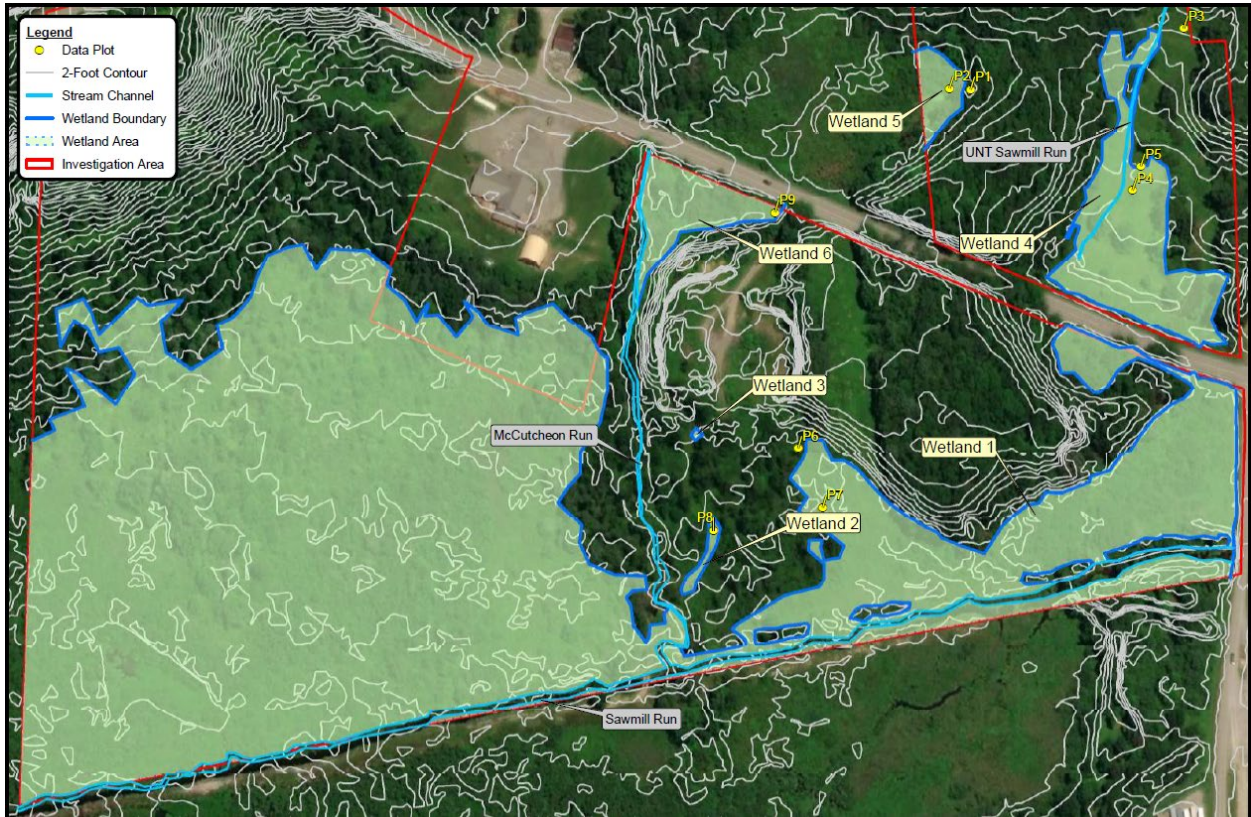 Legend
Data Plot
2-Foot Contour
Stream Channel
Wetland Boundary
Wetland Area
Investigation Area
P3
P2
P1
Wetland 5
UNT Sawmill Run
P5
P4
P9
Wetland 4
Wetland 6
Wetland 3
McCutcheon Run
P6
Wetland 1
P7
P8
Wetland 2
Sawmill Run